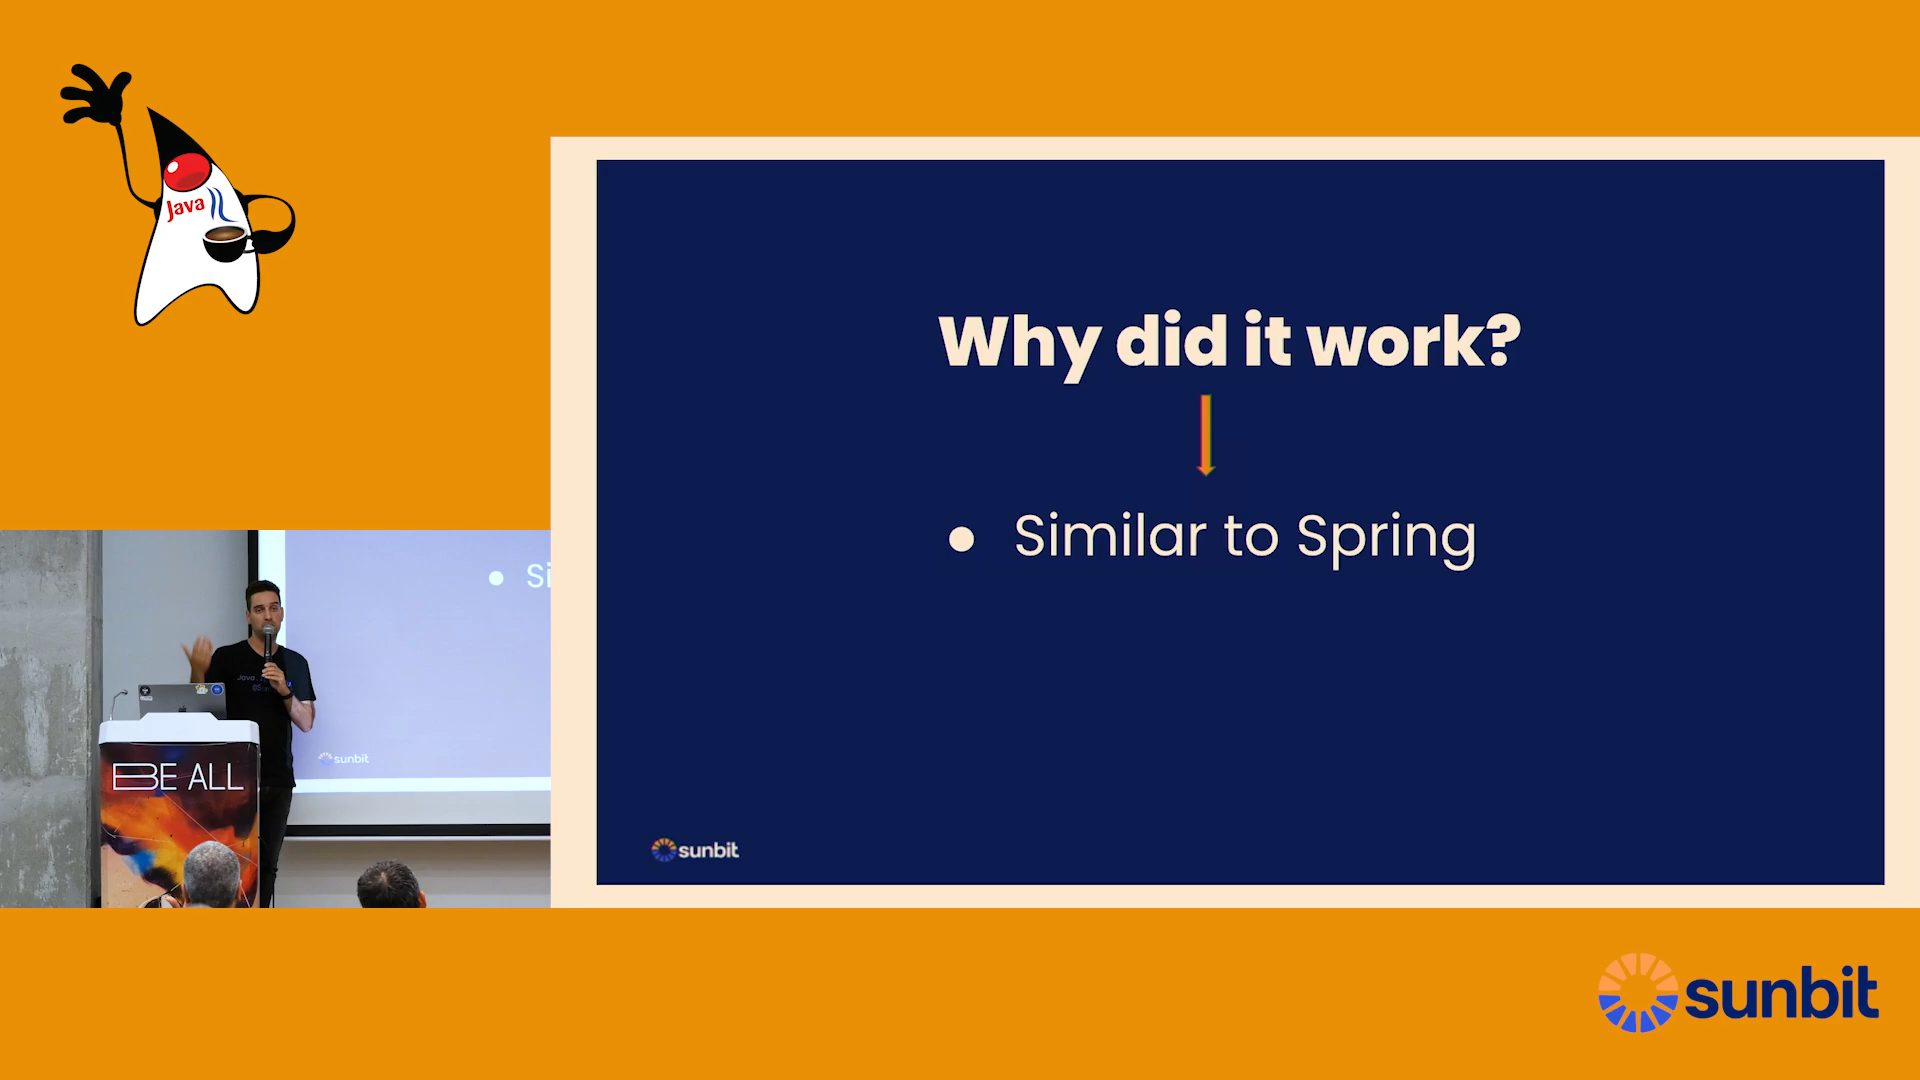 Java
Why did it work?
● Similar to Spring
sunbit
● Si
sunbit
BE ALL
sunbit